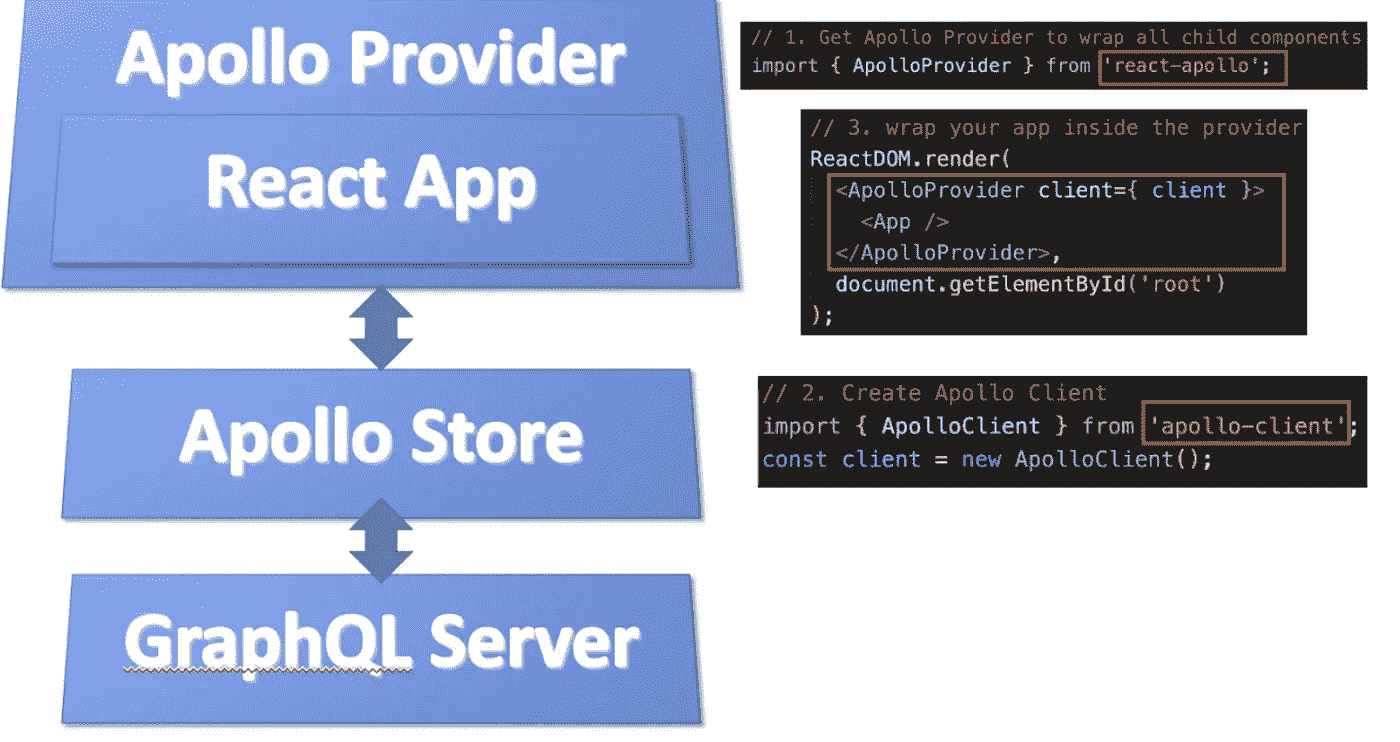 Apollo Provider
React App
Apollo Store
GraphQL Server
// 1. Get Apollo Provider to wrap all child components
import { ApolloProvider } from 'react-apollo';
// 3. wrap your app inside the provider
ReactDOM.render(
  <ApolloProvider client={ client }>
    <App />
  </ApolloProvider>,
  document.getElementById('root')
);
// 2. Create Apollo Client
import { ApolloClient } from 'apollo-client';
const client = new ApolloClient();